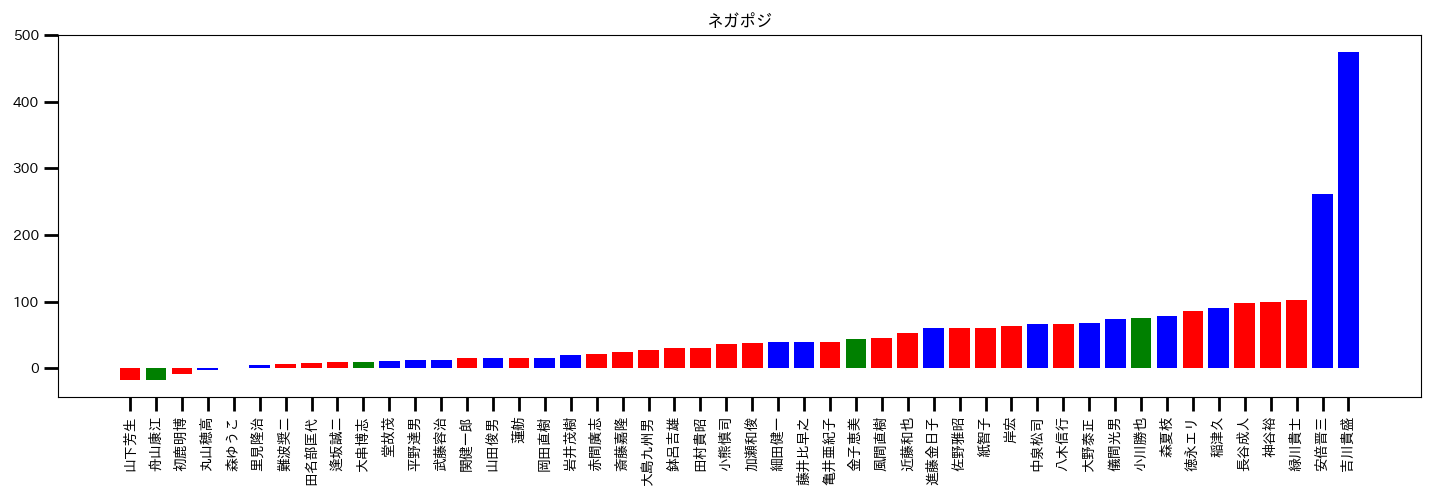 ネガポジ
500
400
300
200
100
0
山下芳生
舟山康江
初鹿明博
丸山穂高
森ゆうこ
里見隆治
難波奨二
田名部匡代
逢坂誠二
大串博志
堂故茂
平野達男
武藤容治
関健一郎
山田俊男
蓮舫
岡田直樹
岩井茂樹
赤間廣志
斎藤嘉隆
大島九州男
鉢呂吉雄
田村貴昭
小熊慎司
加瀬和俊
細田健一
藤井比早之
亀井亜紀子
金子恵美
風間直樹
近藤和也
進藤金日子
佐野雅昭
紙智子
岸宏
中泉松司
八木信行
大野泰正
儀間光男
小川勝也
森夏枝
徳永エリ
稲津久
長谷成人
神谷裕
緑川貴士
安倍晋三
吉川貴盛